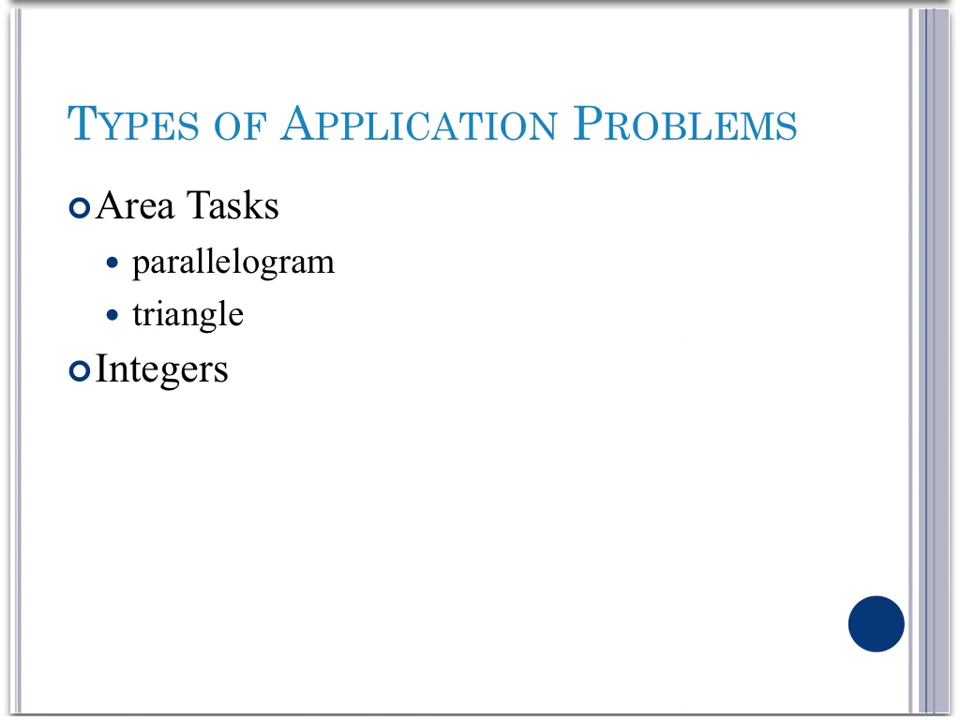 Types of Application Problems
Area Tasks
parallelogram
triangle
Integers